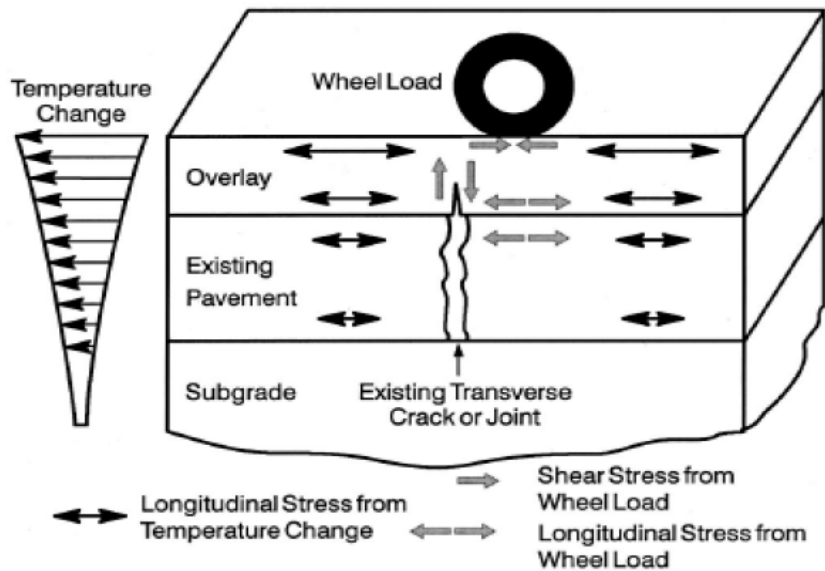 Temperature
Change
Wheel Load
Overlay
Existing
Pavement
Subgrade
Existing Transverse
Crack or Joint
Longitudinal Stress from
Temperature Change
Shear Stress from
Wheel Load
Longitudinal Stress from
Wheel Load